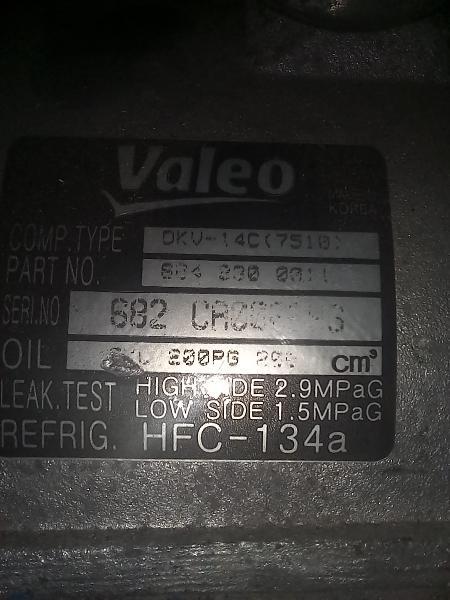 Valeo
KOREA
COMP.TYPE DKV-14C(7510)
PART NO.
SERI.NO 682
OIL 200PG cm³
LEAK.TEST HIGH SIDE 2.9MPaG
LOW SIDE 1.5MPaG
REFRIG. HFC-134a